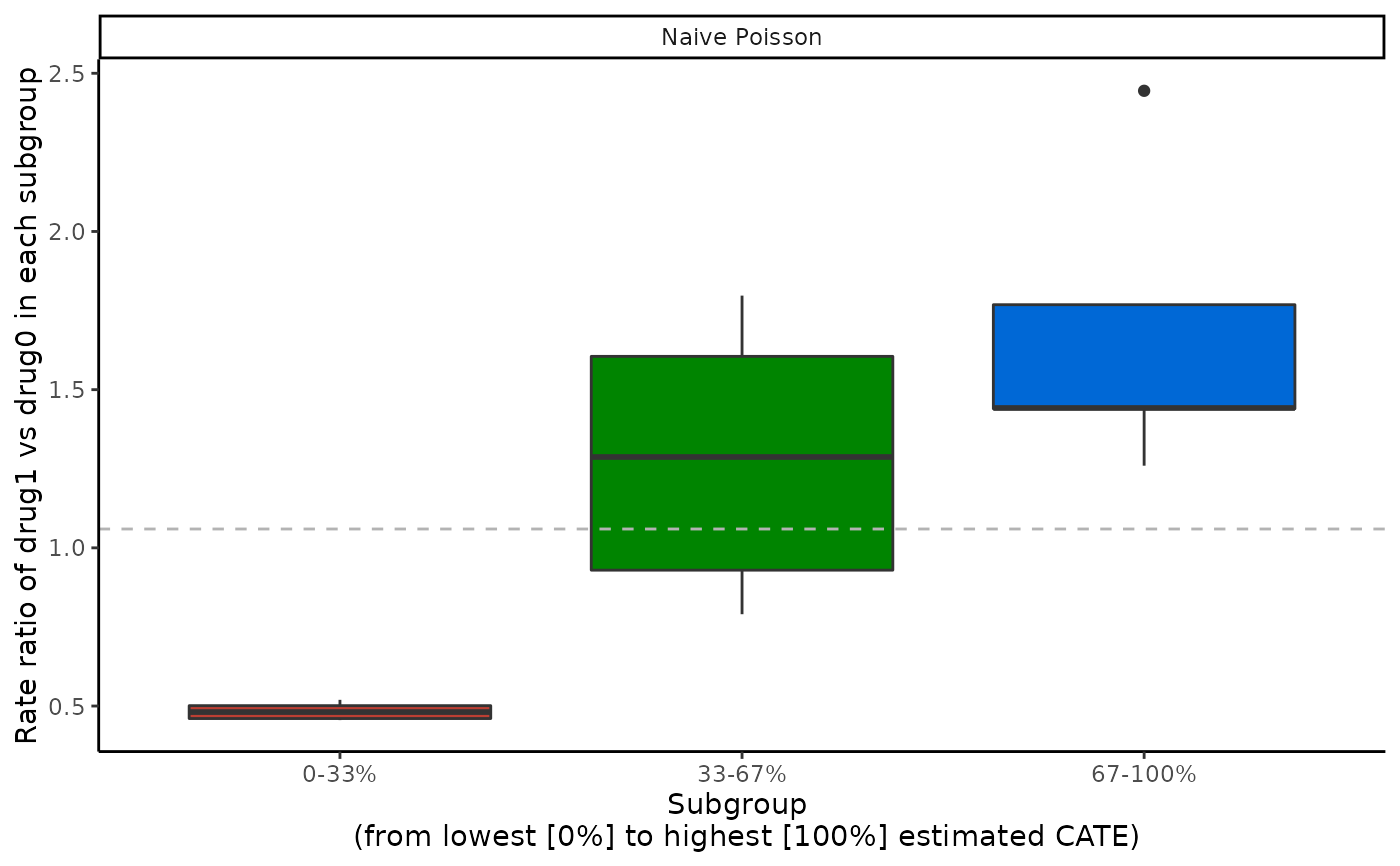 Naive Poisson
Rate ratio of drug1 vs drug0 in each subgroup
2.5
2.0
1.5
1.0
0.5
0-33%
33-67%
67-100%
Subgroup
(from lowest [0%] to highest [100%] estimated CATE)